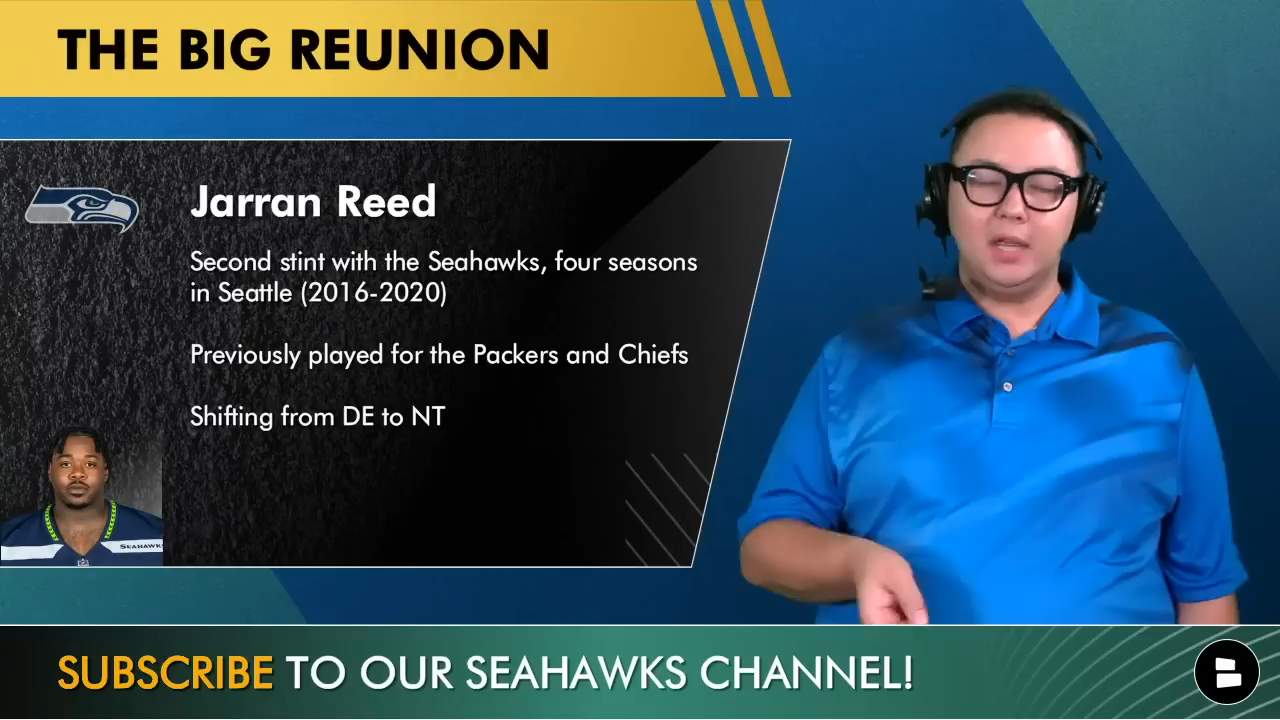 THE BIG REUNION
Jarran Reed
Second stint with the Seahawks, four seasons
in Seattle (2016-2020)
Previously played for the Packers and Chiefs
Shifting from DE to NT
SEAHAWKS
SUBSCRIBE TO OUR SEAHAWKS CHANNEL!